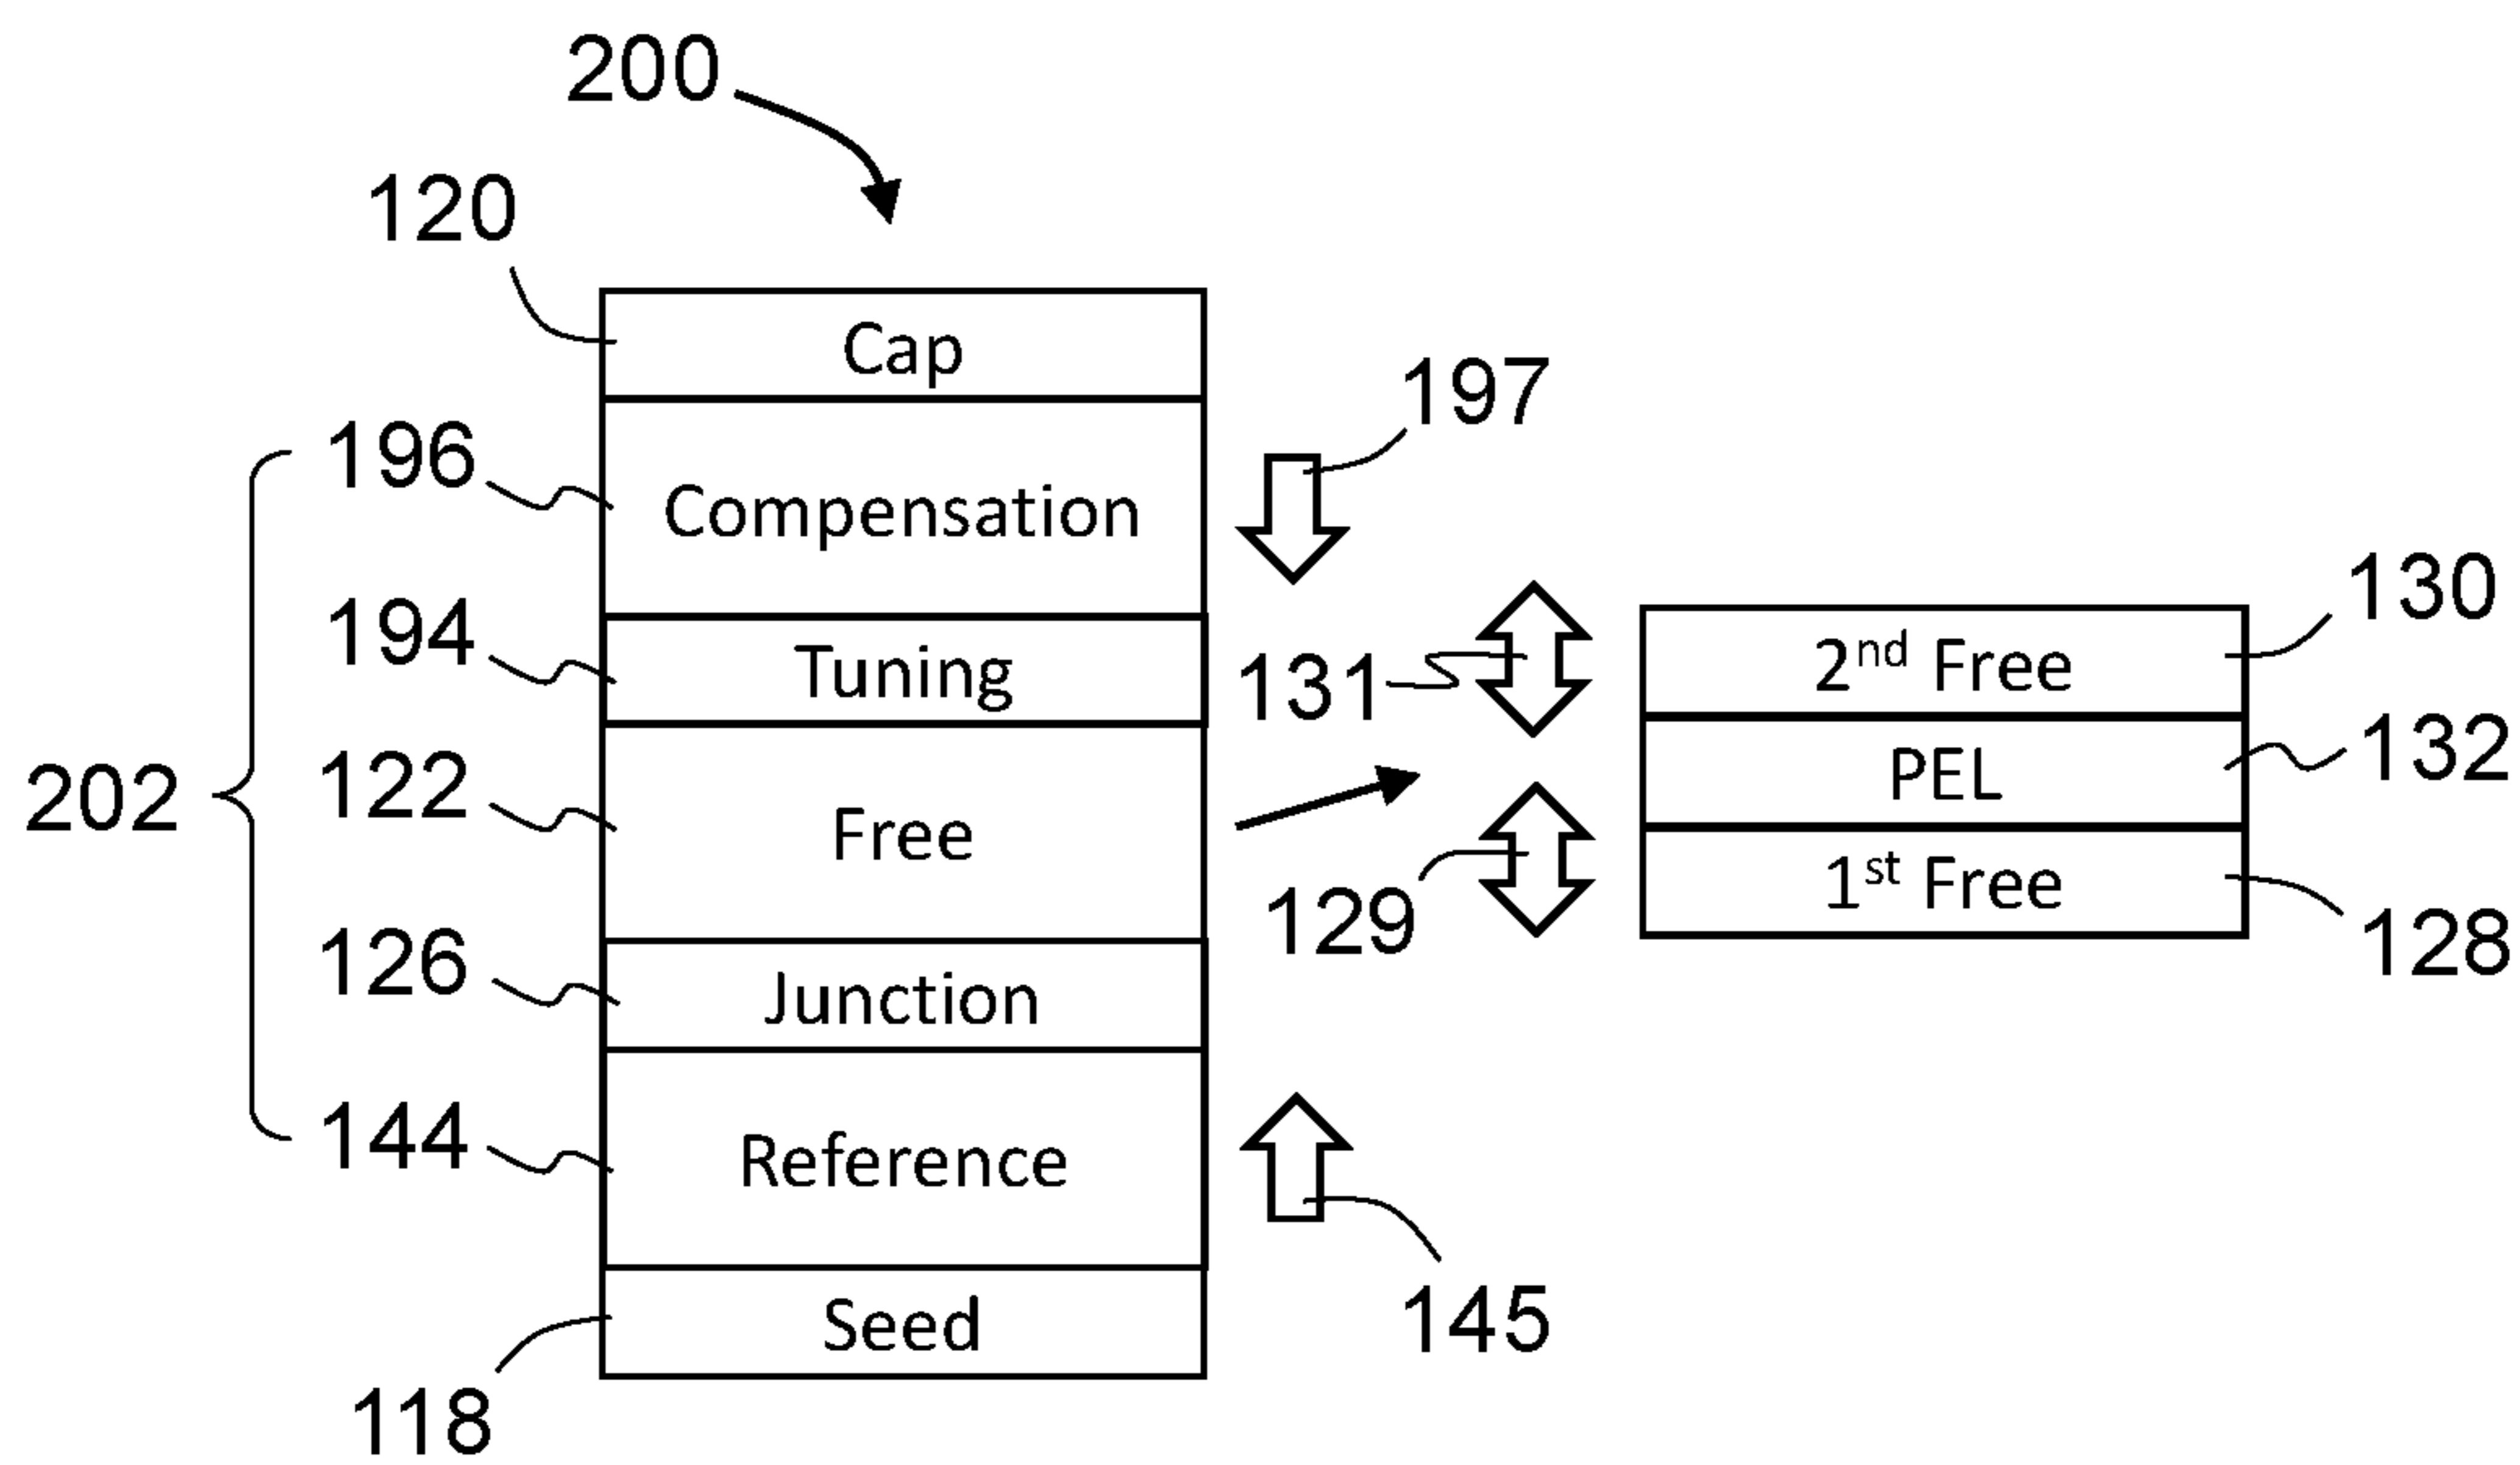 200
120
Cap
197
196
Compensation
130
194
Tuning
131
2nd Free
132
202
122
Free
PEL
129
1st Free
128
126
Junction
144
Reference
145
Seed
118